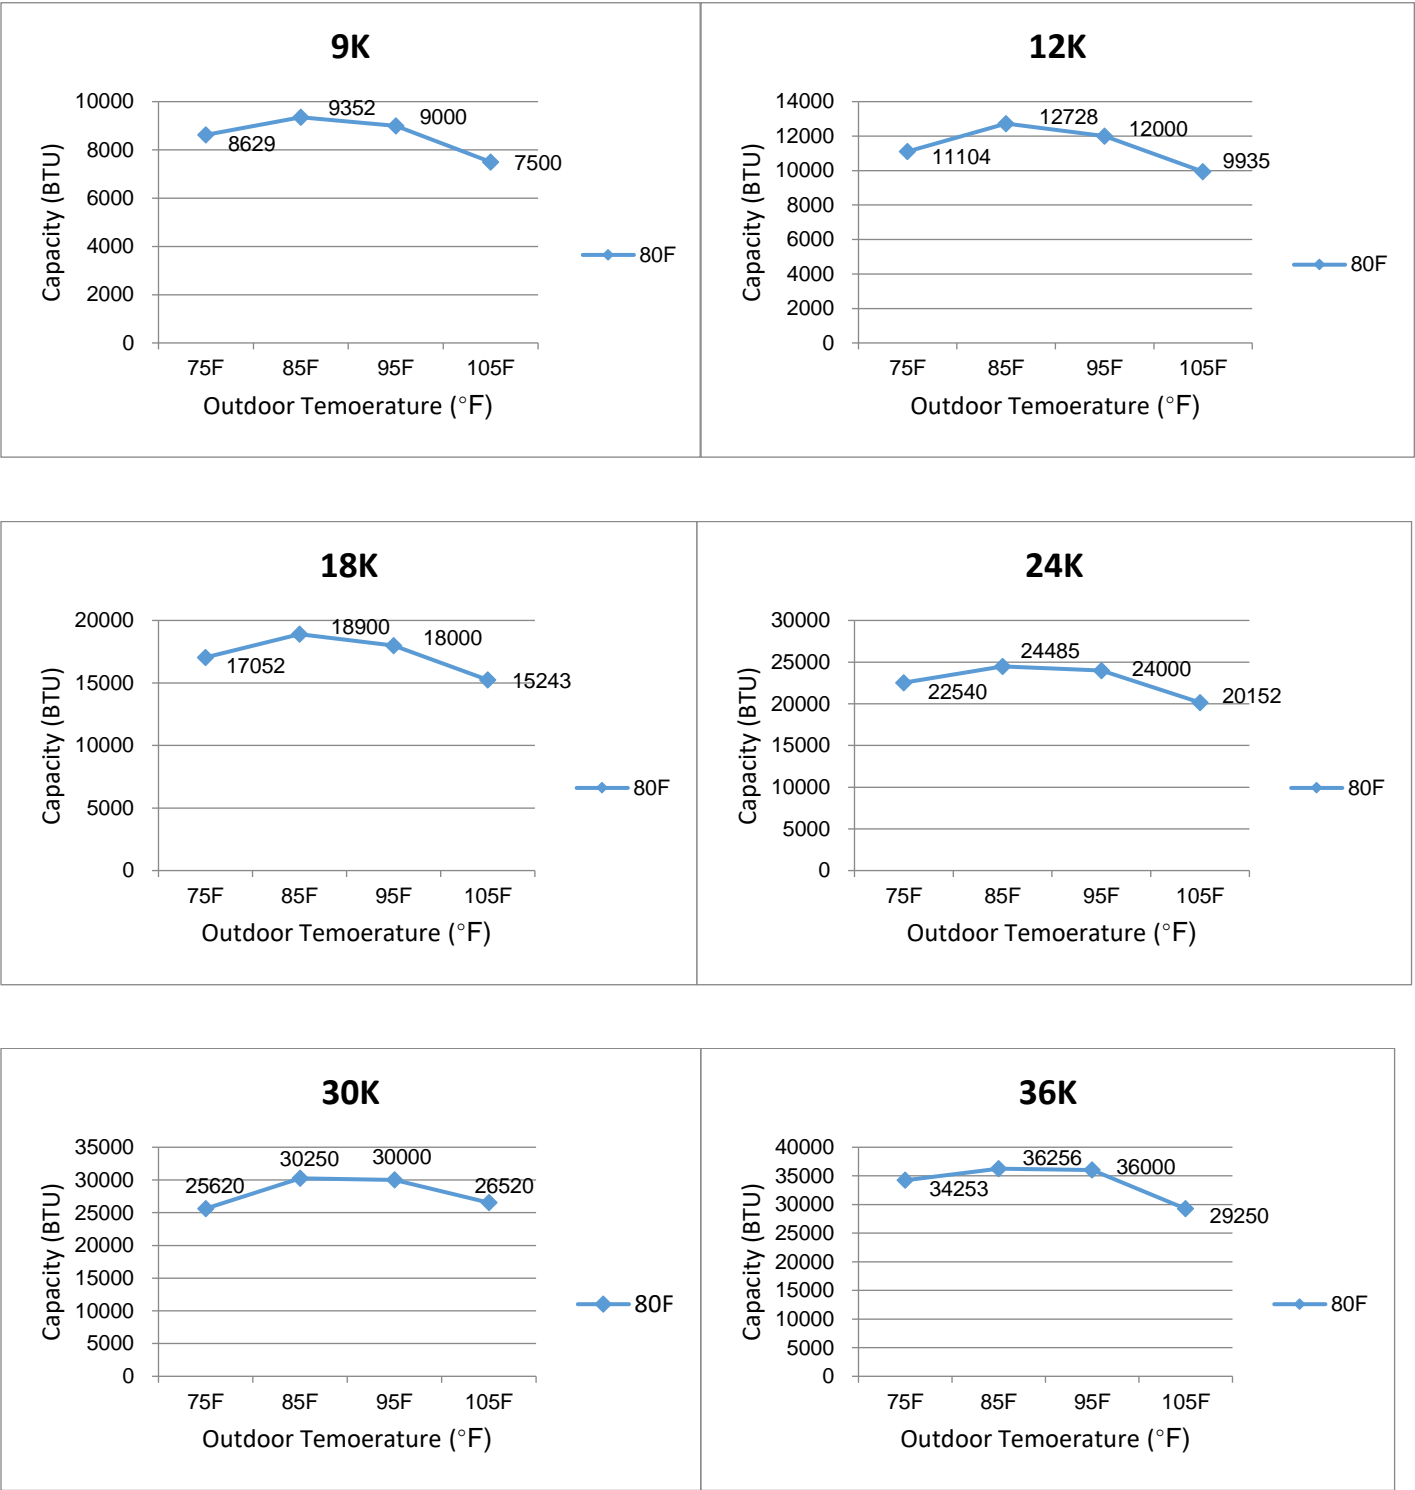 9K
Capacity (BTU)
10000
8000
6000
4000
2000
0
8629
9352
9000
7500
75F 85F 95F 105F
Outdoor Temoerature (°F)
80F
12K
Capacity (BTU)
14000
12000
10000
8000
6000
4000
2000
0
11104
12728
12000
9935
75F 85F 95F 105F
Outdoor Temoerature (°F)
80F
18K
Capacity (BTU)
20000
15000
10000
5000
0
17052
18900
18000
15243
75F 85F 95F 105F
Outdoor Temoerature (°F)
80F
24K
Capacity (BTU)
30000
25000
20000
15000
10000
5000
0
22540
24485
24000
20152
75F 85F 95F 105F
Outdoor Temoerature (°F)
80F
30K
Capacity (BTU)
35000
30000
25000
20000
15000
10000
5000
0
25620
30250
30000
26520
75F 85F 95F 105F
Outdoor Temoerature (°F)
80F
36K
Capacity (BTU)
40000
35000
30000
25000
20000
15000
10000
5000
0
34253
36256
36000
29250
75F 85F 95F 105F
Outdoor Temoerature (°F)
80F